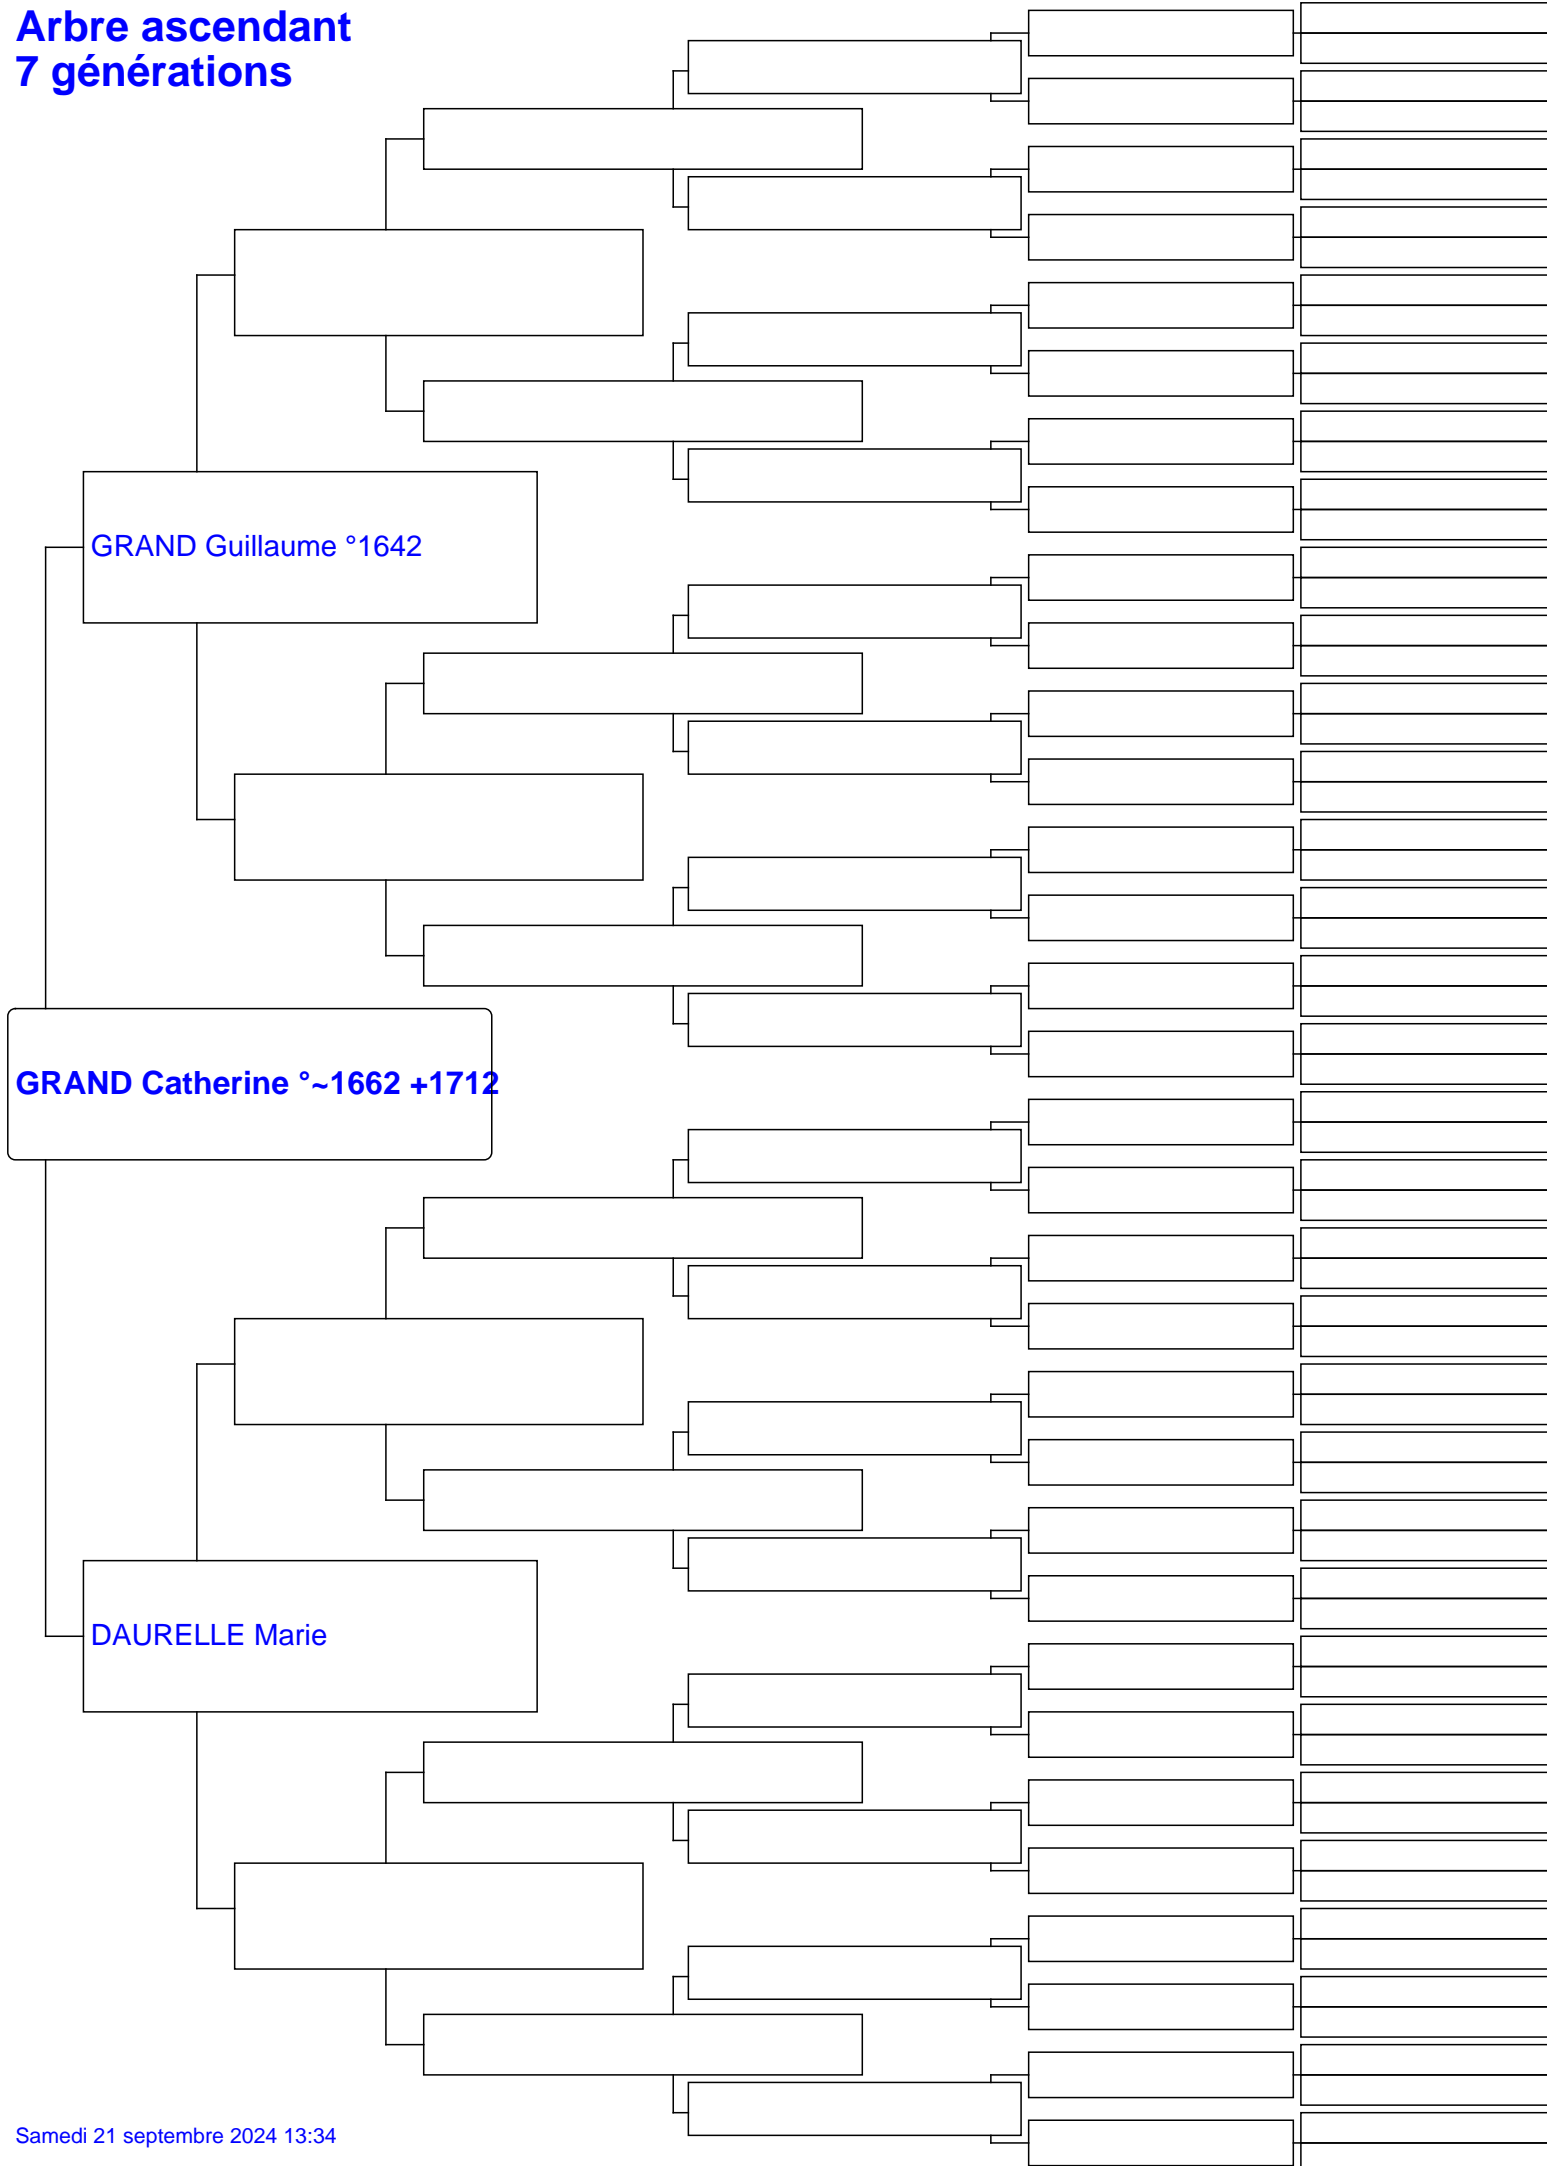 Arbre ascendant
7 générations
GRAND Guillaume °1642
GRAND Catherine °~1662 +1712
DAURELLE Marie
Samedi 21 septembre 2024 13:34